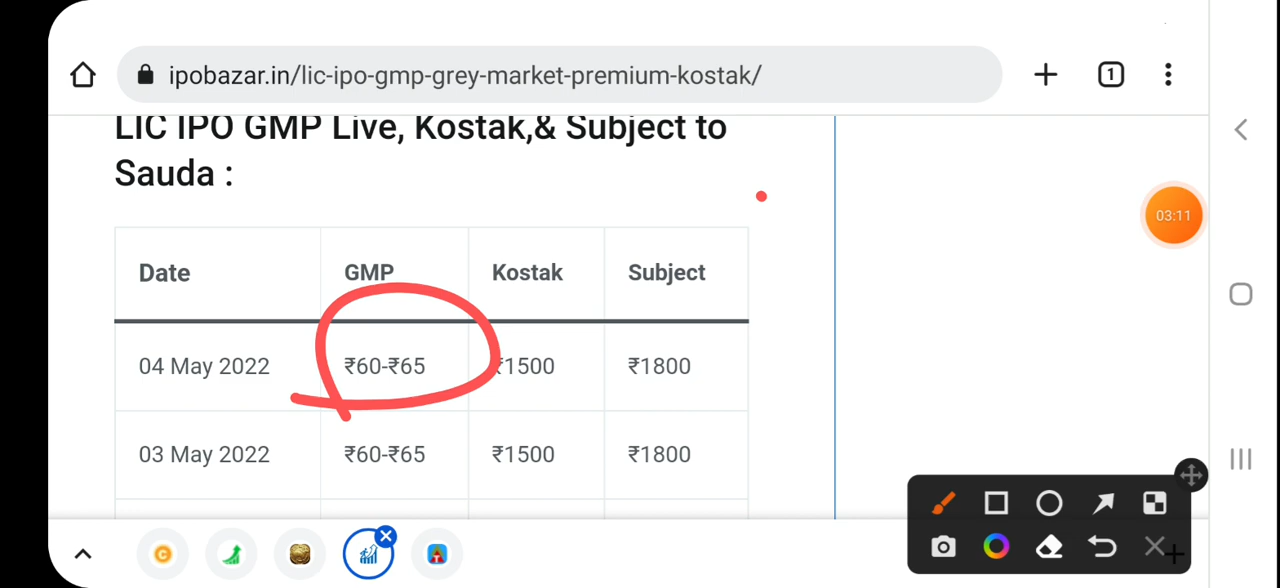 ipobazar.in/lic-ipo-gmp-grey-market-premium-kostak/
1
LIC IPO GMP Live, Kostak,& Subject to
Sauda :
03:11
Date GMP Kostak Subject
04 May 2022 ₹60-₹65 ₹1500 ₹1800
03 May 2022 ₹60-₹65 ₹1500 ₹1800